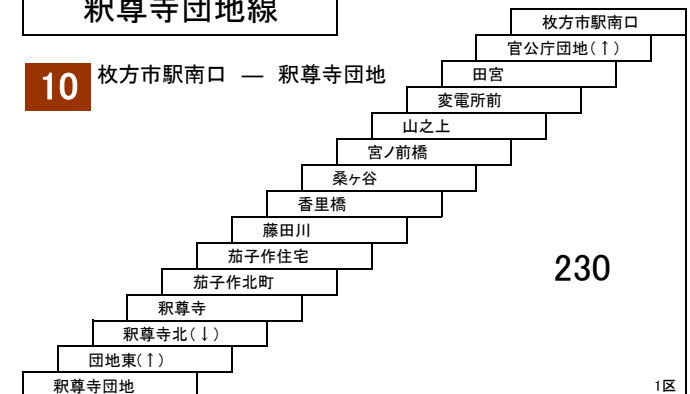 釈尊寺団地線
10 枚方市駅南口 ― 釈尊寺団地
枚方市駅南口
官公庁団地(↑)
田宮
変電所前
山之上
宮ノ前橋
桑ヶ谷
香里橋
藤田川
茄子作住宅
茄子作北町
釈尊寺
釈尊寺北(↓)
団地東(↑)
釈尊寺団地
230
1区